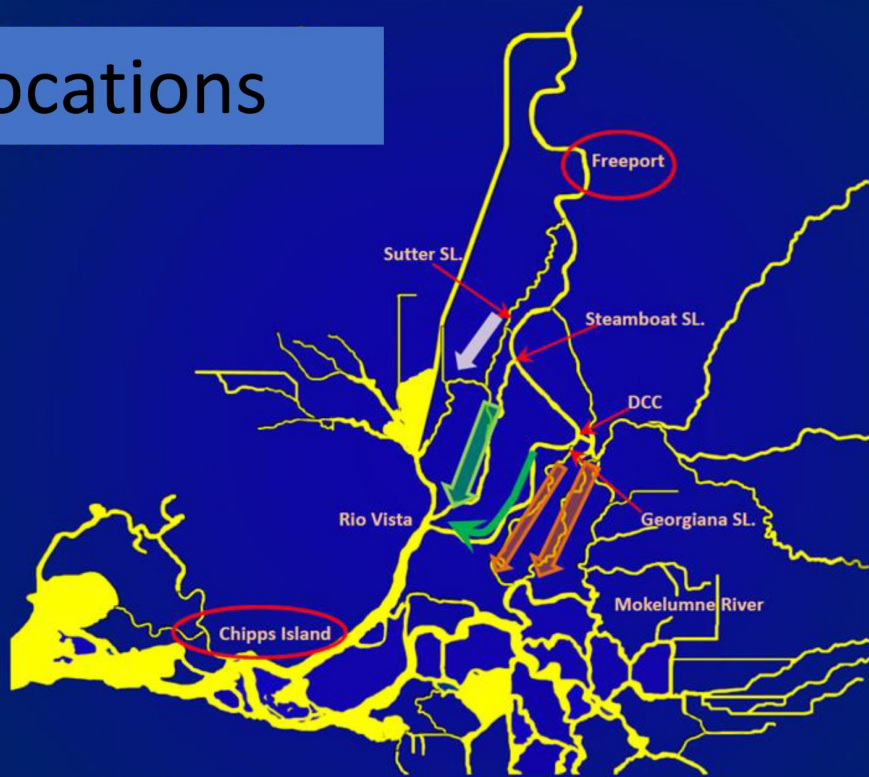 ocations
Freeport
Sutter SL.
Steamboat SL.
DCC
Rio Vista
Georgiana SL.
Mokelumne River
Chipps Island